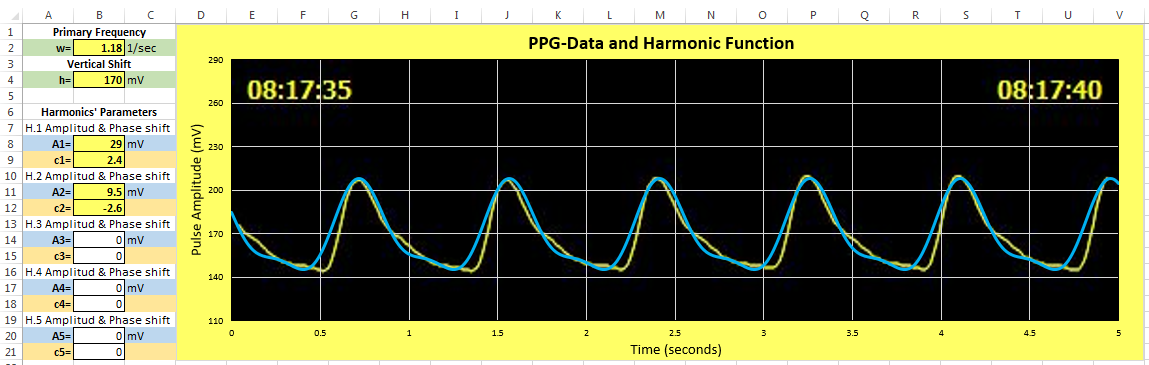 A B C D E F G H I J K L M N O P Q R S T U V
1 Primary Frequency
2 w= 1.18 1/sec
3 Vertical Shift
4 h= 170 mV
5
6 Harmonics' Parameters
7 H.1 Amplitud & Phase shift
8 A1= 29 mV
9 c1= 2.4
10 H.2 Amplitud & Phase shift
11 A2= 9.5 mV
12 c2= -2.6
13 H.3 Amplitud & Phase shift
14 A3= 0 mV
15 c3= 0
16 H.4 Amplitud & Phase shift
17 A4= 0 mV
18 c4= 0
19 H.5 Amplitud & Phase shift
20 A5= 0 mV
21 c5= 0
PPG-Data and Harmonic Function
08:17:35 08:17:40
Pulse Amplitude (mV)
290
260
230
200
170
140
110
0 0.5 1 1.5 2 2.5 3 3.5 4 4.5 5
Time (seconds)